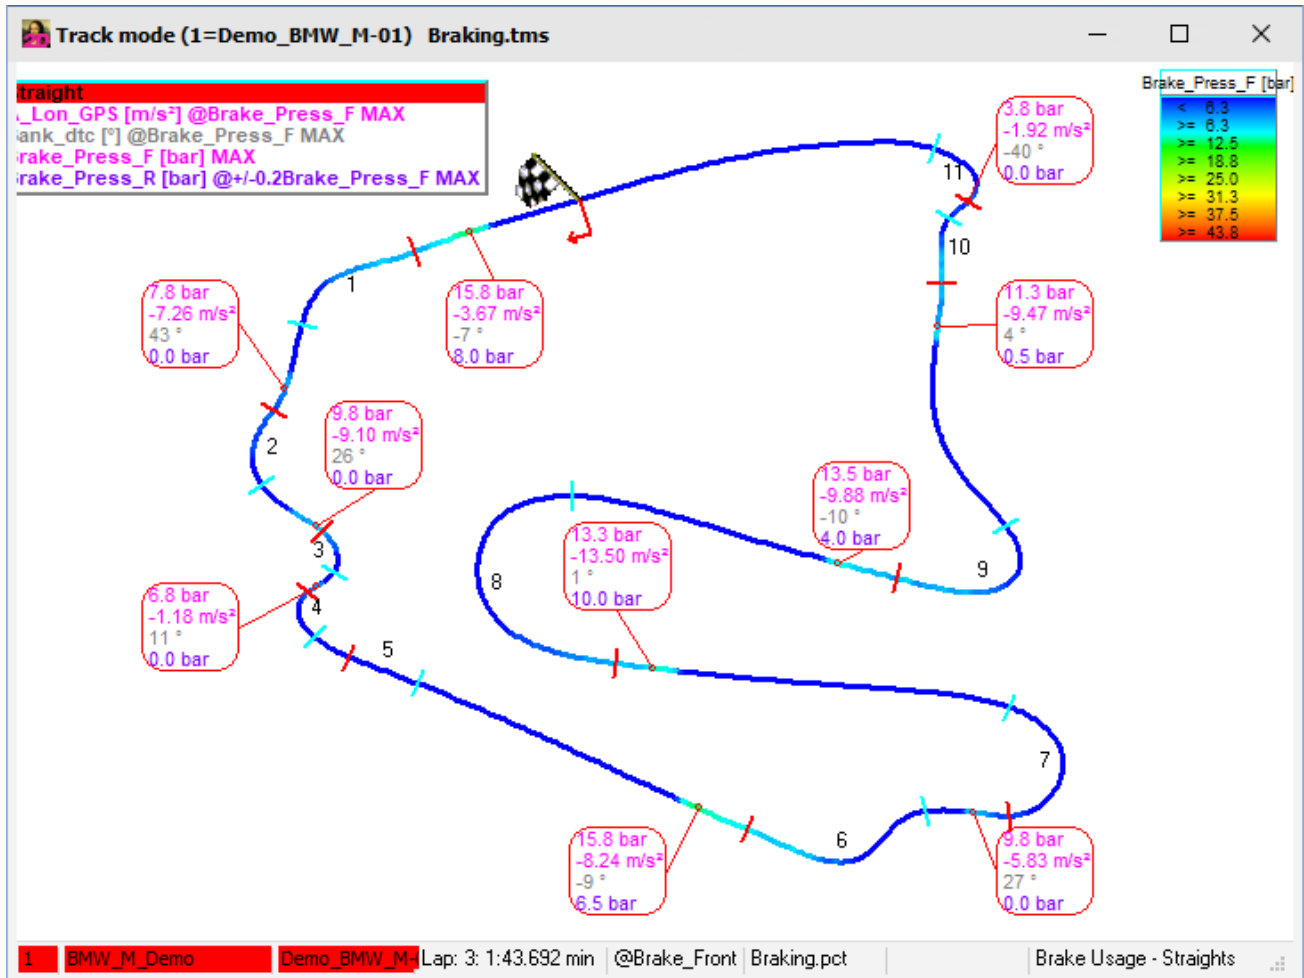 Track mode (1=Demo_BMW_M-01) Braking.tms
Straight
A_Lon_GPS [m/s²] @Brake_Press_F MAX
Bank_dtc [°] @Brake_Press_F MAX
Brake_Press_F [bar] MAX
Brake_Press_R [bar] @+/-0.2Brake_Press_F MAX
Brake_Press_F [bar]
< 6.3
>= 6.3
>= 12.5
>= 18.8
>= 25.0
>= 31.3
>= 37.5
>= 43.8
3.8 bar
-1.92 m/s²
-40 °
0.0 bar
11
10
1
7.8 bar
-7.26 m/s²
43 °
0.0 bar
15.8 bar
-3.67 m/s²
-7 °
8.0 bar
11.3 bar
-9.47 m/s²
4 °
0.5 bar
2
9.8 bar
-9.10 m/s²
26 °
0.0 bar
13.5 bar
-9.88 m/s²
-10 °
4.0 bar
3
13.3 bar
-13.50 m/s²
1 °
10.0 bar
8
9
6.8 bar
-1.18 m/s²
11 °
0.0 bar
4
5
7
6
15.8 bar
-8.24 m/s²
-9 °
6.5 bar
9.8 bar
-5.83 m/s²
27 °
0.0 bar
1 BMW_M_Demo Demo_BMW_M-( Lap: 3: 1:43.692 min @Brake_Front Braking.pct Brake Usage - Straights